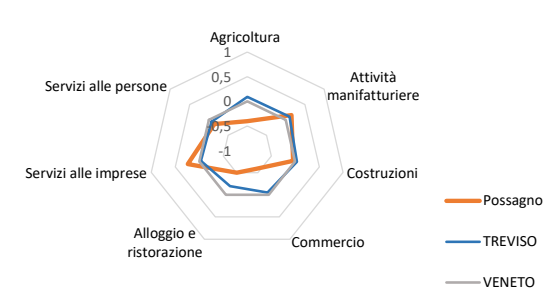 Agricoltura
1
0,5
0
-0,5
-1
Attività
manifatturiere
Costruzioni
Commercio
Alloggio e
ristorazione
Servizi alle imprese
Servizi alle persone
Possagno
TREVISO
VENETO